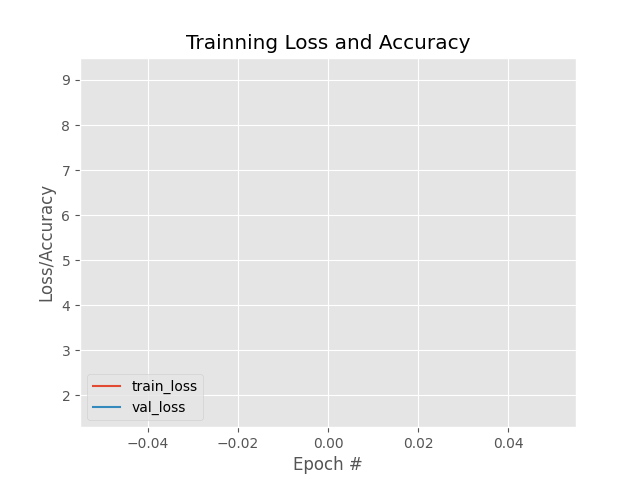 Trainning Loss and Accuracy
Loss/Accuracy
9
8
7
6
5
4
3
2
train_loss
val_loss
−0.04 −0.02 0.00 0.02 0.04
Epoch #